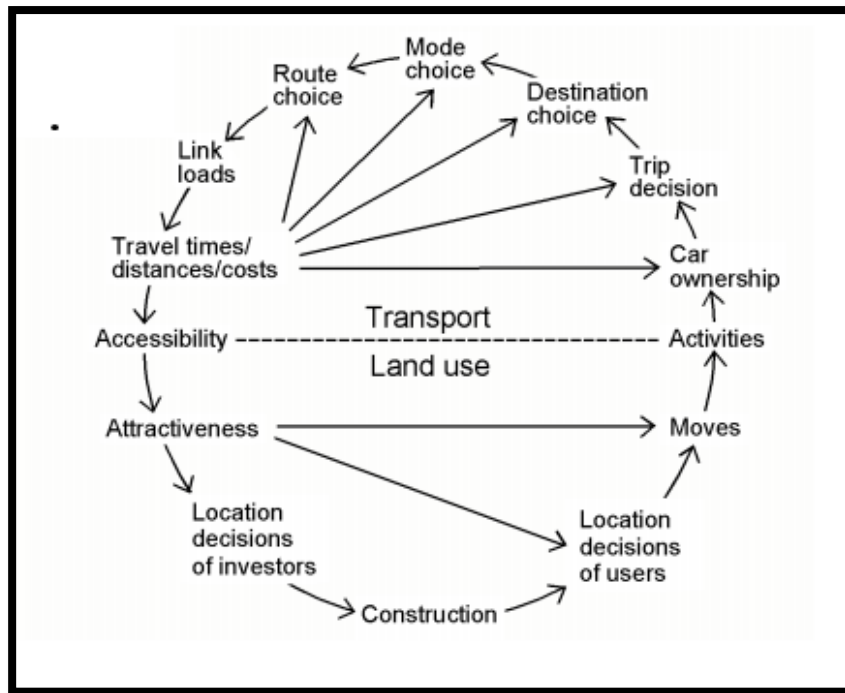 Mode
choice
Route
choice
Destination
choice
Link
loads
Trip
decision
Travel times/
distances/costs
Car
ownership
Transport
Accessibility
Activities
Land use
Attractiveness
Moves
Location
decisions
of investors
Location
decisions
of users
Construction